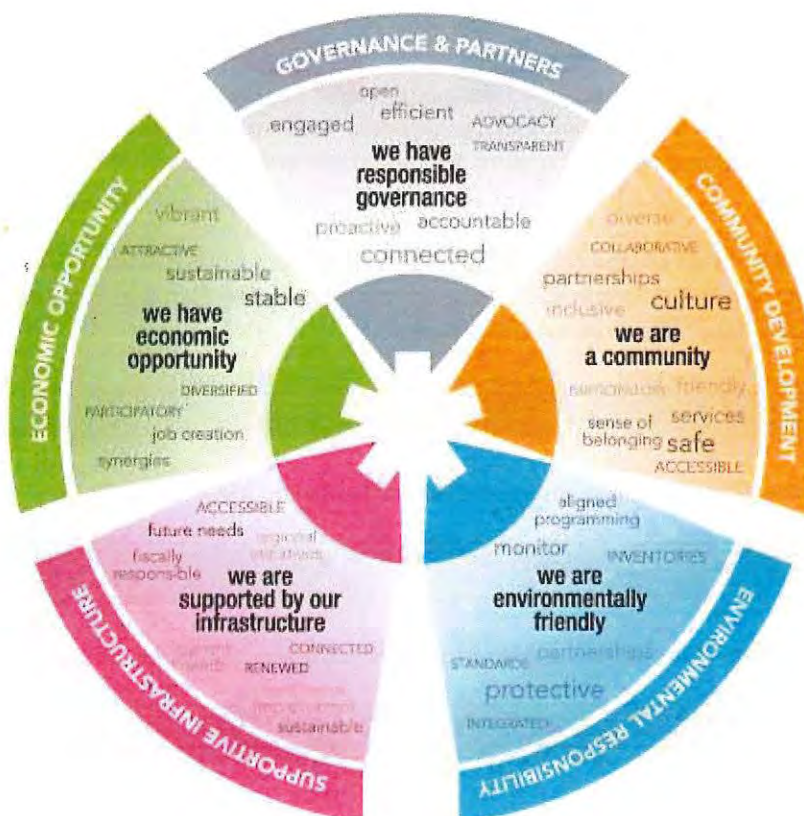 GOVERNANCE & PARTNERS
open
efficient
engaged
ADVOCACY
TRANSPARENT
we have
responsible
governance
proactive
accountable
connected
COMMUNITY DEVELOPMENT
diverse
COLLABORATIVE
partnerships
inclusive
culture
we are
a community
friendly
sense of
belonging
services
safe
ACCESSIBLE
ENVIRONMENTAL RESPONSIBILITY
aligned
programming
monitor
INVENTORIES
we are
environmentally
friendly
partnerships
STANDARDS
protective
INTEGRATED
SUPPORTIVE INFRASTRUCTURE
ACCESSIBLE
future needs
regional
fiscally
responsible
we are
supported by our
infrastructure
CONNECTED
RENEWED
sustainable
ECONOMIC OPPORTUNITY
vibrant
ATTRACTIVE
sustainable
stable
we have
economic
opportunity
DIVERSIFIED
PARTICIPATORY
job creation
synergies